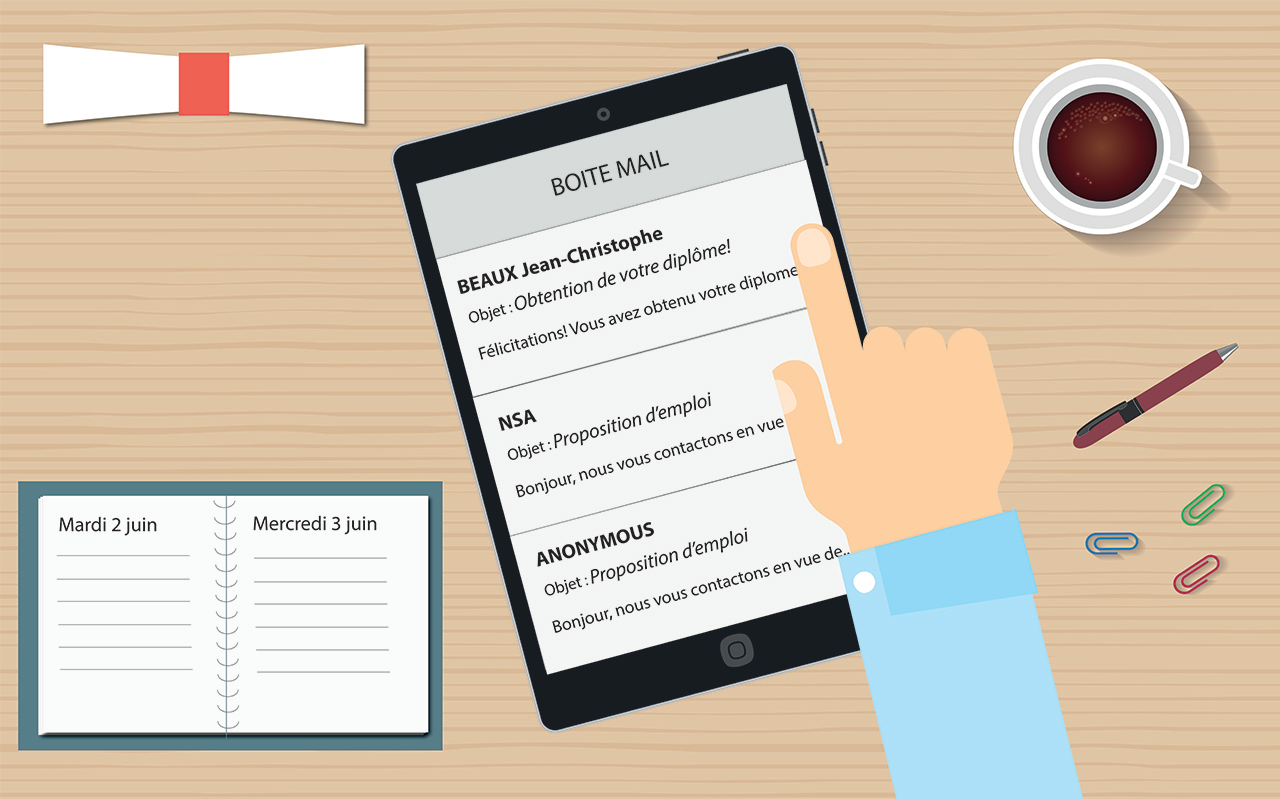 BOITE MAIL
BEAUX Jean-Christophe
Objet : Obtention de votre diplôme!
Félicitations! Vous avez obtenu votre diplome
NSA
Objet : Proposition d'emploi
Bonjour, nous vous contactons en vue
ANONYMOUS
Objet : Proposition d'emploi
Bonjour, nous vous contactons en vue de...
Mardi 2 juin
Mercredi 3 juin